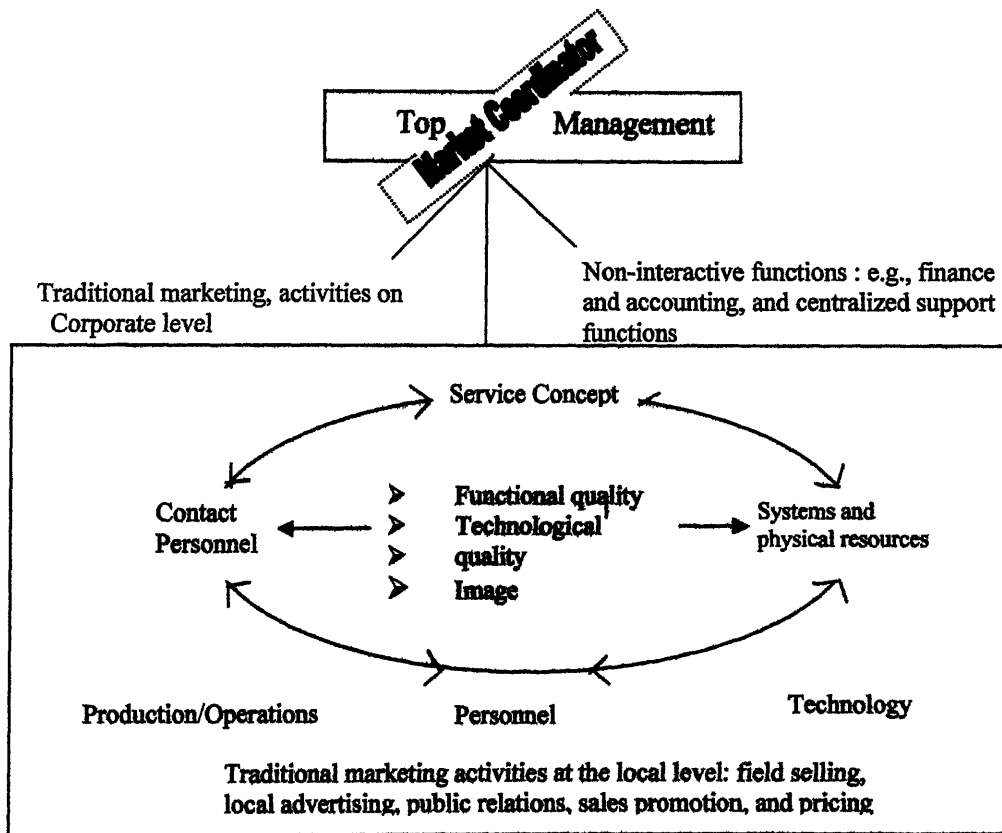 Market Coordinator
Top Management
Traditional marketing, activities on
Corporate level
Non-interactive functions : e.g., finance
and accounting, and centralized support
functions
Service Concept
Contact
Personnel
➢ Functional quality
➢ Technological
➢ quality
➢ Image
Systems and
physical resources
Production/Operations
Personnel
Technology
Traditional marketing activities at the local level: field selling,
local advertising, public relations, sales promotion, and pricing